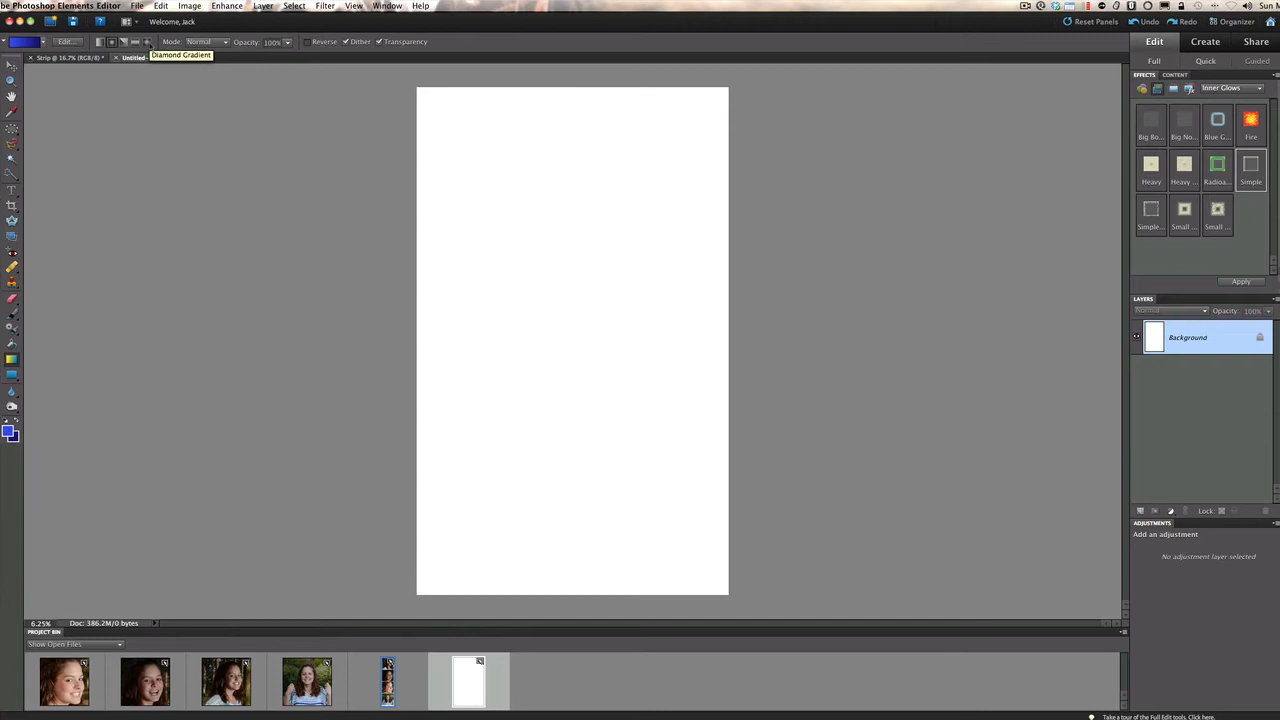 be Photoshop Elements Editor File Edit Image Enhance Layer Select Filter View Window Help Sun M
Welcome, Jack Reset Panels Undo Redo Organizer
Edit... Mode: Normal Opacity: 100% Reverse Dither Transparency Edit Create Share
Diamond Gradient
Strip @ 16.7% (RGB/8) * Untitled-
Full Quick Guided
EFFECTS CONTENT
Inner Glows
Big Bo... Big No... Blue G... Fire
Heavy Heavy ... Radioa... Simple
Simple... Small ... Small ...
Apply
LAYERS
Normal Opacity: 100%
Background
Lock:
ADJUSTMENTS
Add an adjustment
No adjustment layer selected
6.25% Doc: 386.2M/0 bytes
PROJECT BIN
Show Open Files
Take a tour of the Full Edit tools. Click here.